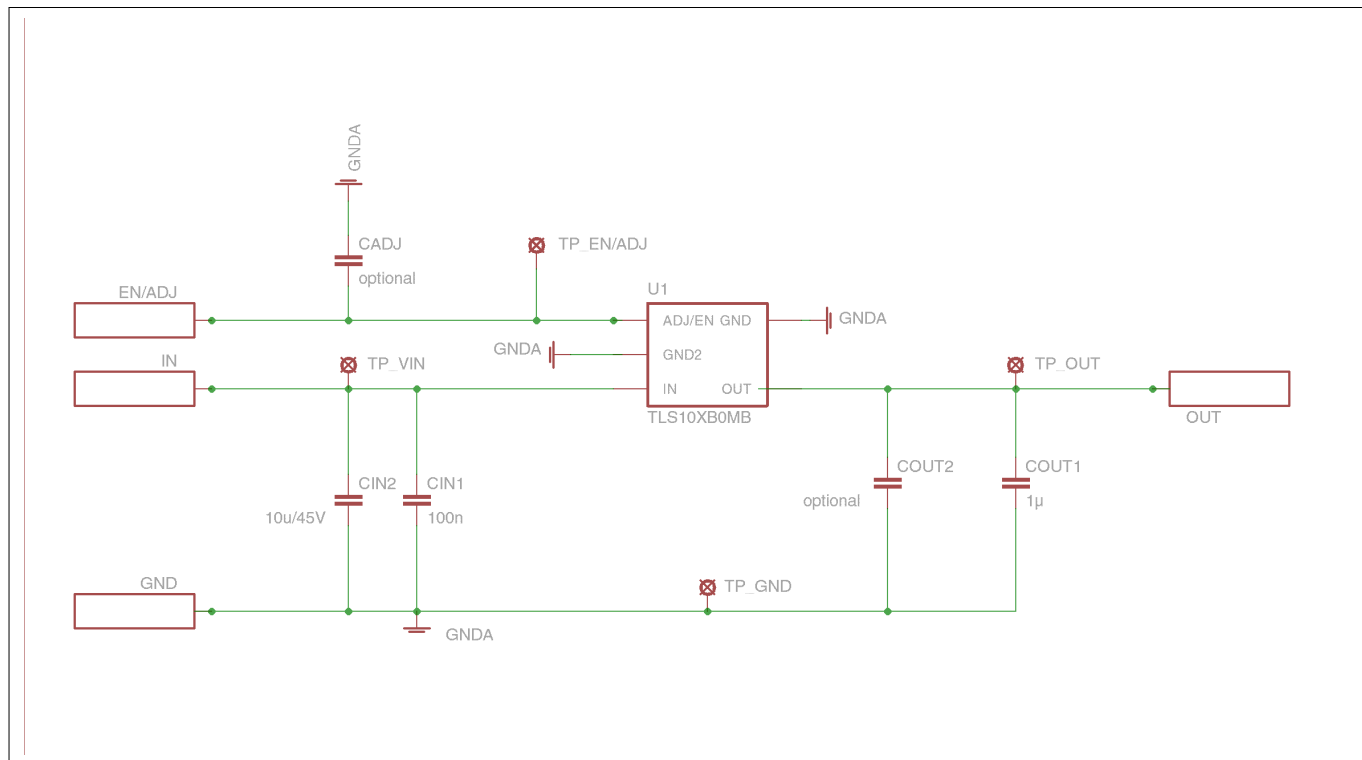 GNDA
CADJ
TP_EN/ADJ
optional
EN/ADJ
U1
ADJ/EN GND
GNDA
GNDA
GND2
IN
TP_VIN
TP_OUT
IN
OUT
TLS10XB0MB
OUT
COUT2
COUT1
CIN2
CIN1
optional
1µ
10u/45V
100n
GND
TP_GND
GNDA